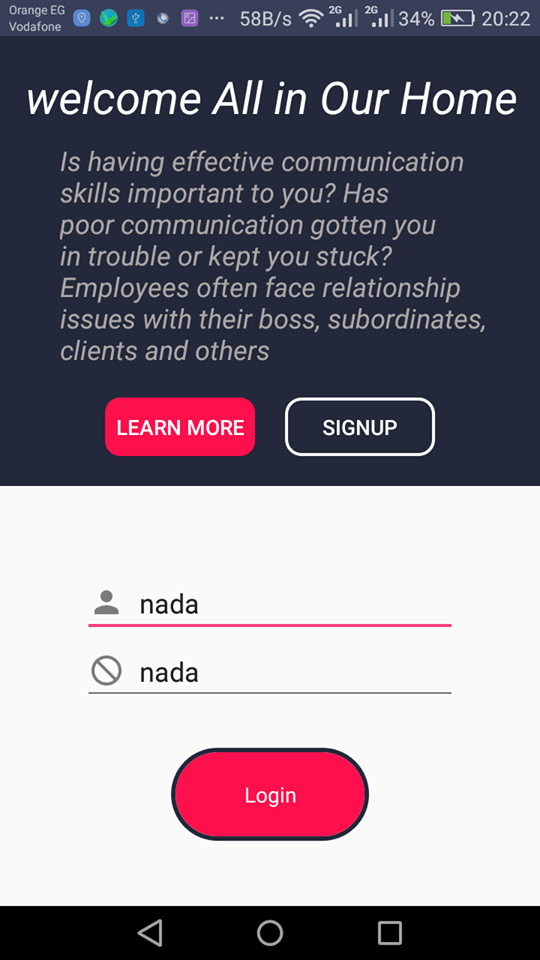 Orange EG
Vodafone
58B/s 2G 2G 34% 20:22
welcome All in Our Home
Is having effective communication
skills important to you? Has
poor communication gotten you
in trouble or kept you stuck?
Employees often face relationship
issues with their boss, subordinates,
clients and others
LEARN MORE SIGNUP
nada
nada
Login